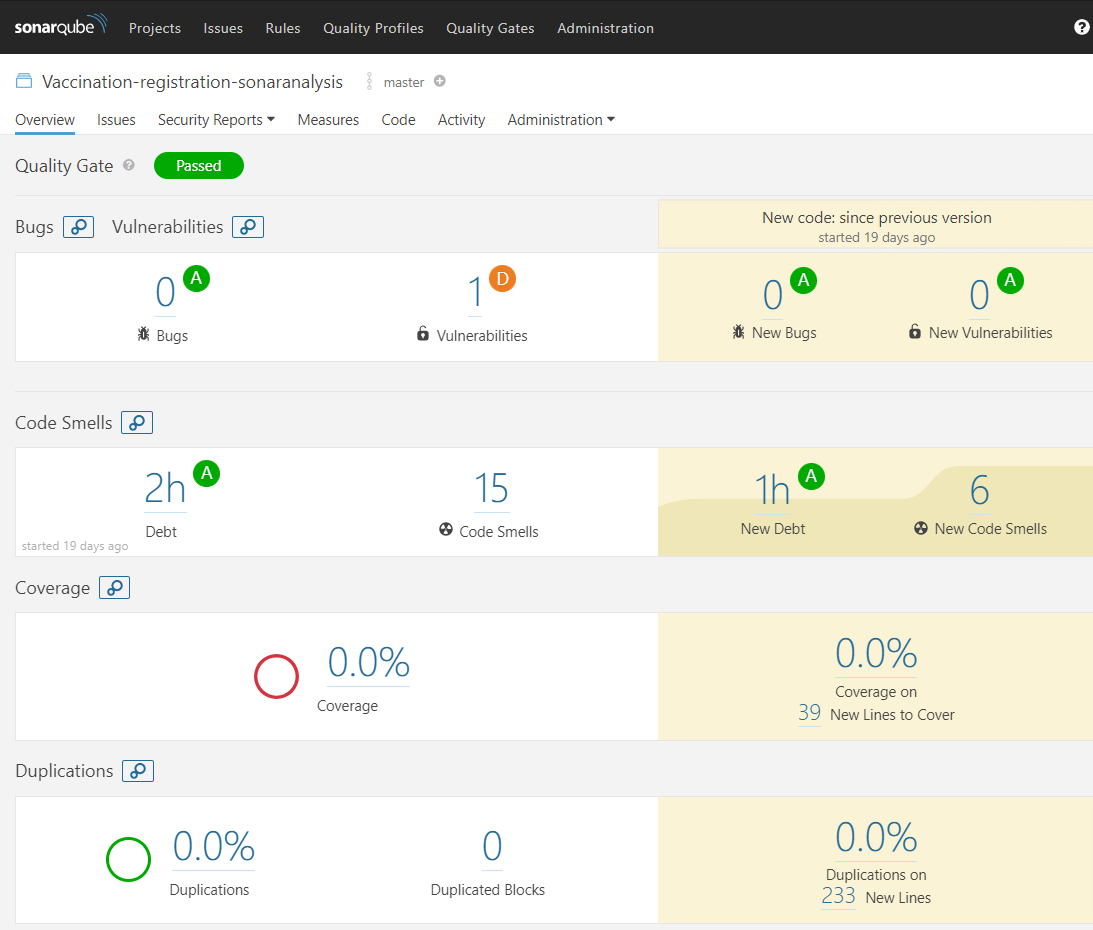 sonarqube Projects Issues Rules Quality Profiles Quality Gates Administration ?
Vaccination-registration-sonaranalysis master
Overview Issues Security Reports Measures Code Activity Administration
Quality Gate ? Passed
Bugs Vulnerabilities
New code: since previous version
started 19 days ago
0 A 1 D 0 A 0 A
Bugs Vulnerabilities New Bugs New Vulnerabilities
Code Smells
2h A 15 1h A 6
Debt Code Smells New Debt New Code Smells
started 19 days ago
Coverage
0.0% 0.0%
Coverage Coverage on
39 New Lines to Cover
Duplications
0.0% 0 0.0%
Duplications Duplicated Blocks Duplications on
233 New Lines